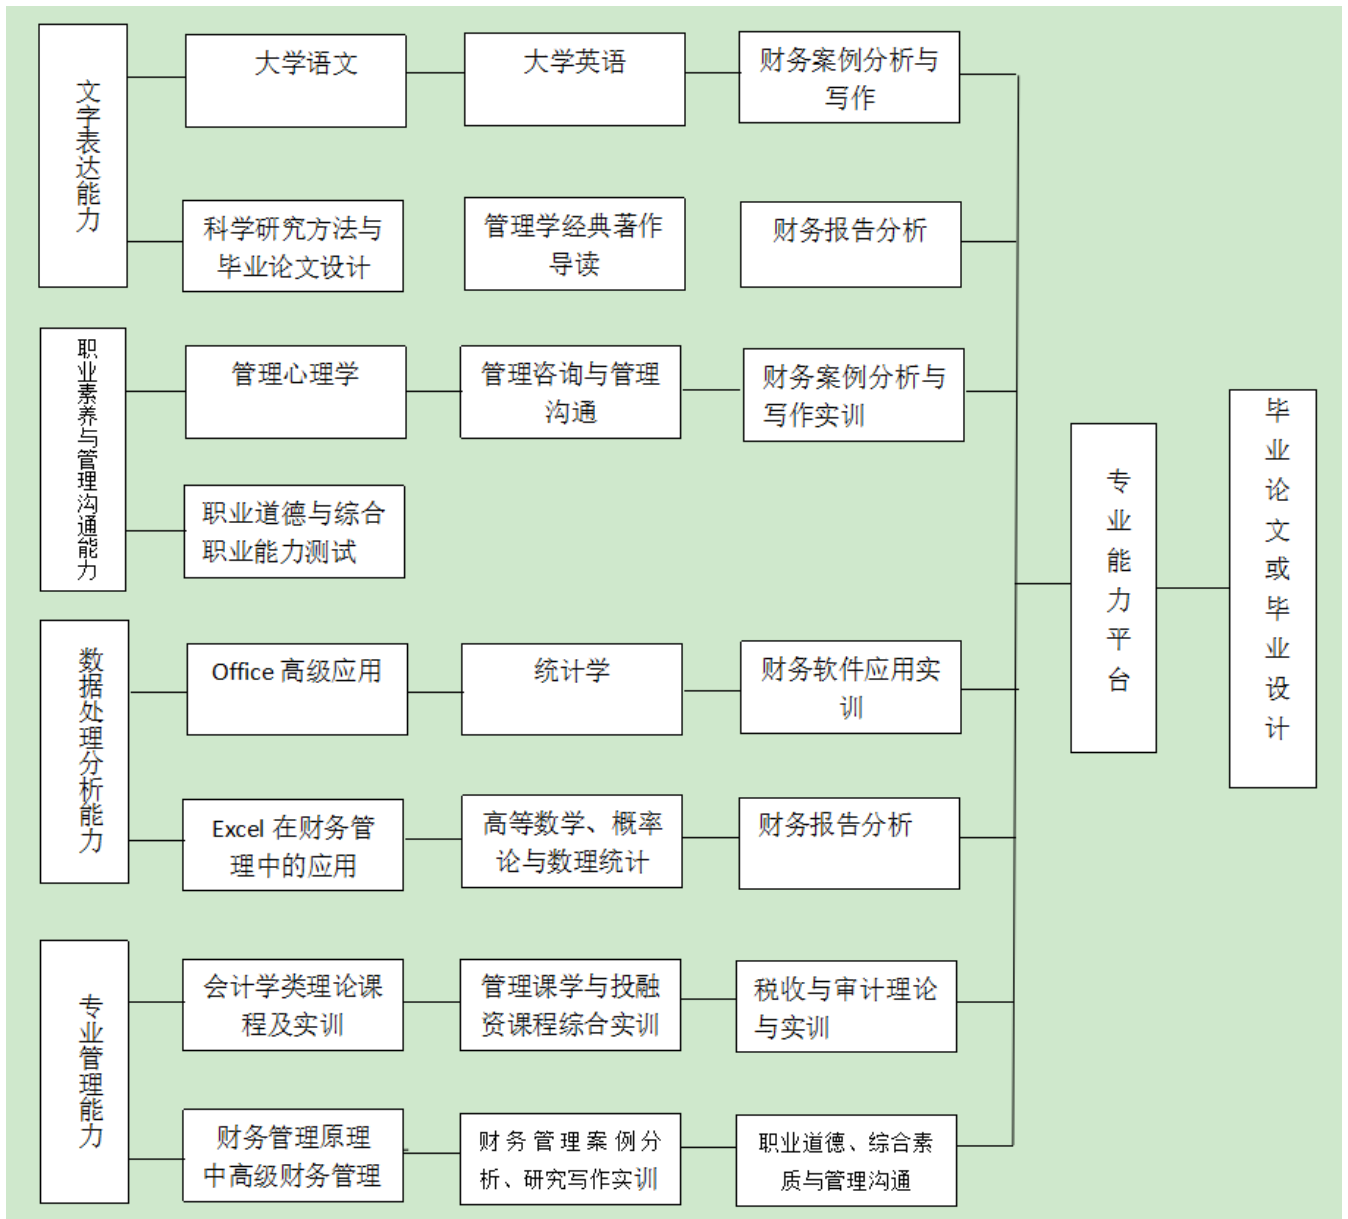 文字表达能力
大学语文
大学英语
财务案例分析与
写作
科学研究方法与
毕业论文设计
管理学经典著作
导读
财务报告分析
职业素养与管理沟通能力
管理心理学
管理咨询与管理
沟通
财务案例分析与
写作实训
职业道德与综合
职业能力测试
数据处理分析能力
Office 高级应用
统计学
财务软件应用实
训
Excel 在财务管
理中的应用
高等数学、概率
论与数理统计
财务报告分析
专业管理能力
会计学类理论课
程及实训
管理课学与投融
资课程综合实训
税收与审计理论
与实训
财务管理原理
中高级财务管理
财务管理案例分
析、研究写作实训
职业道德、综合素
质与管理沟通
专业能力平台
毕业论文或毕业设计